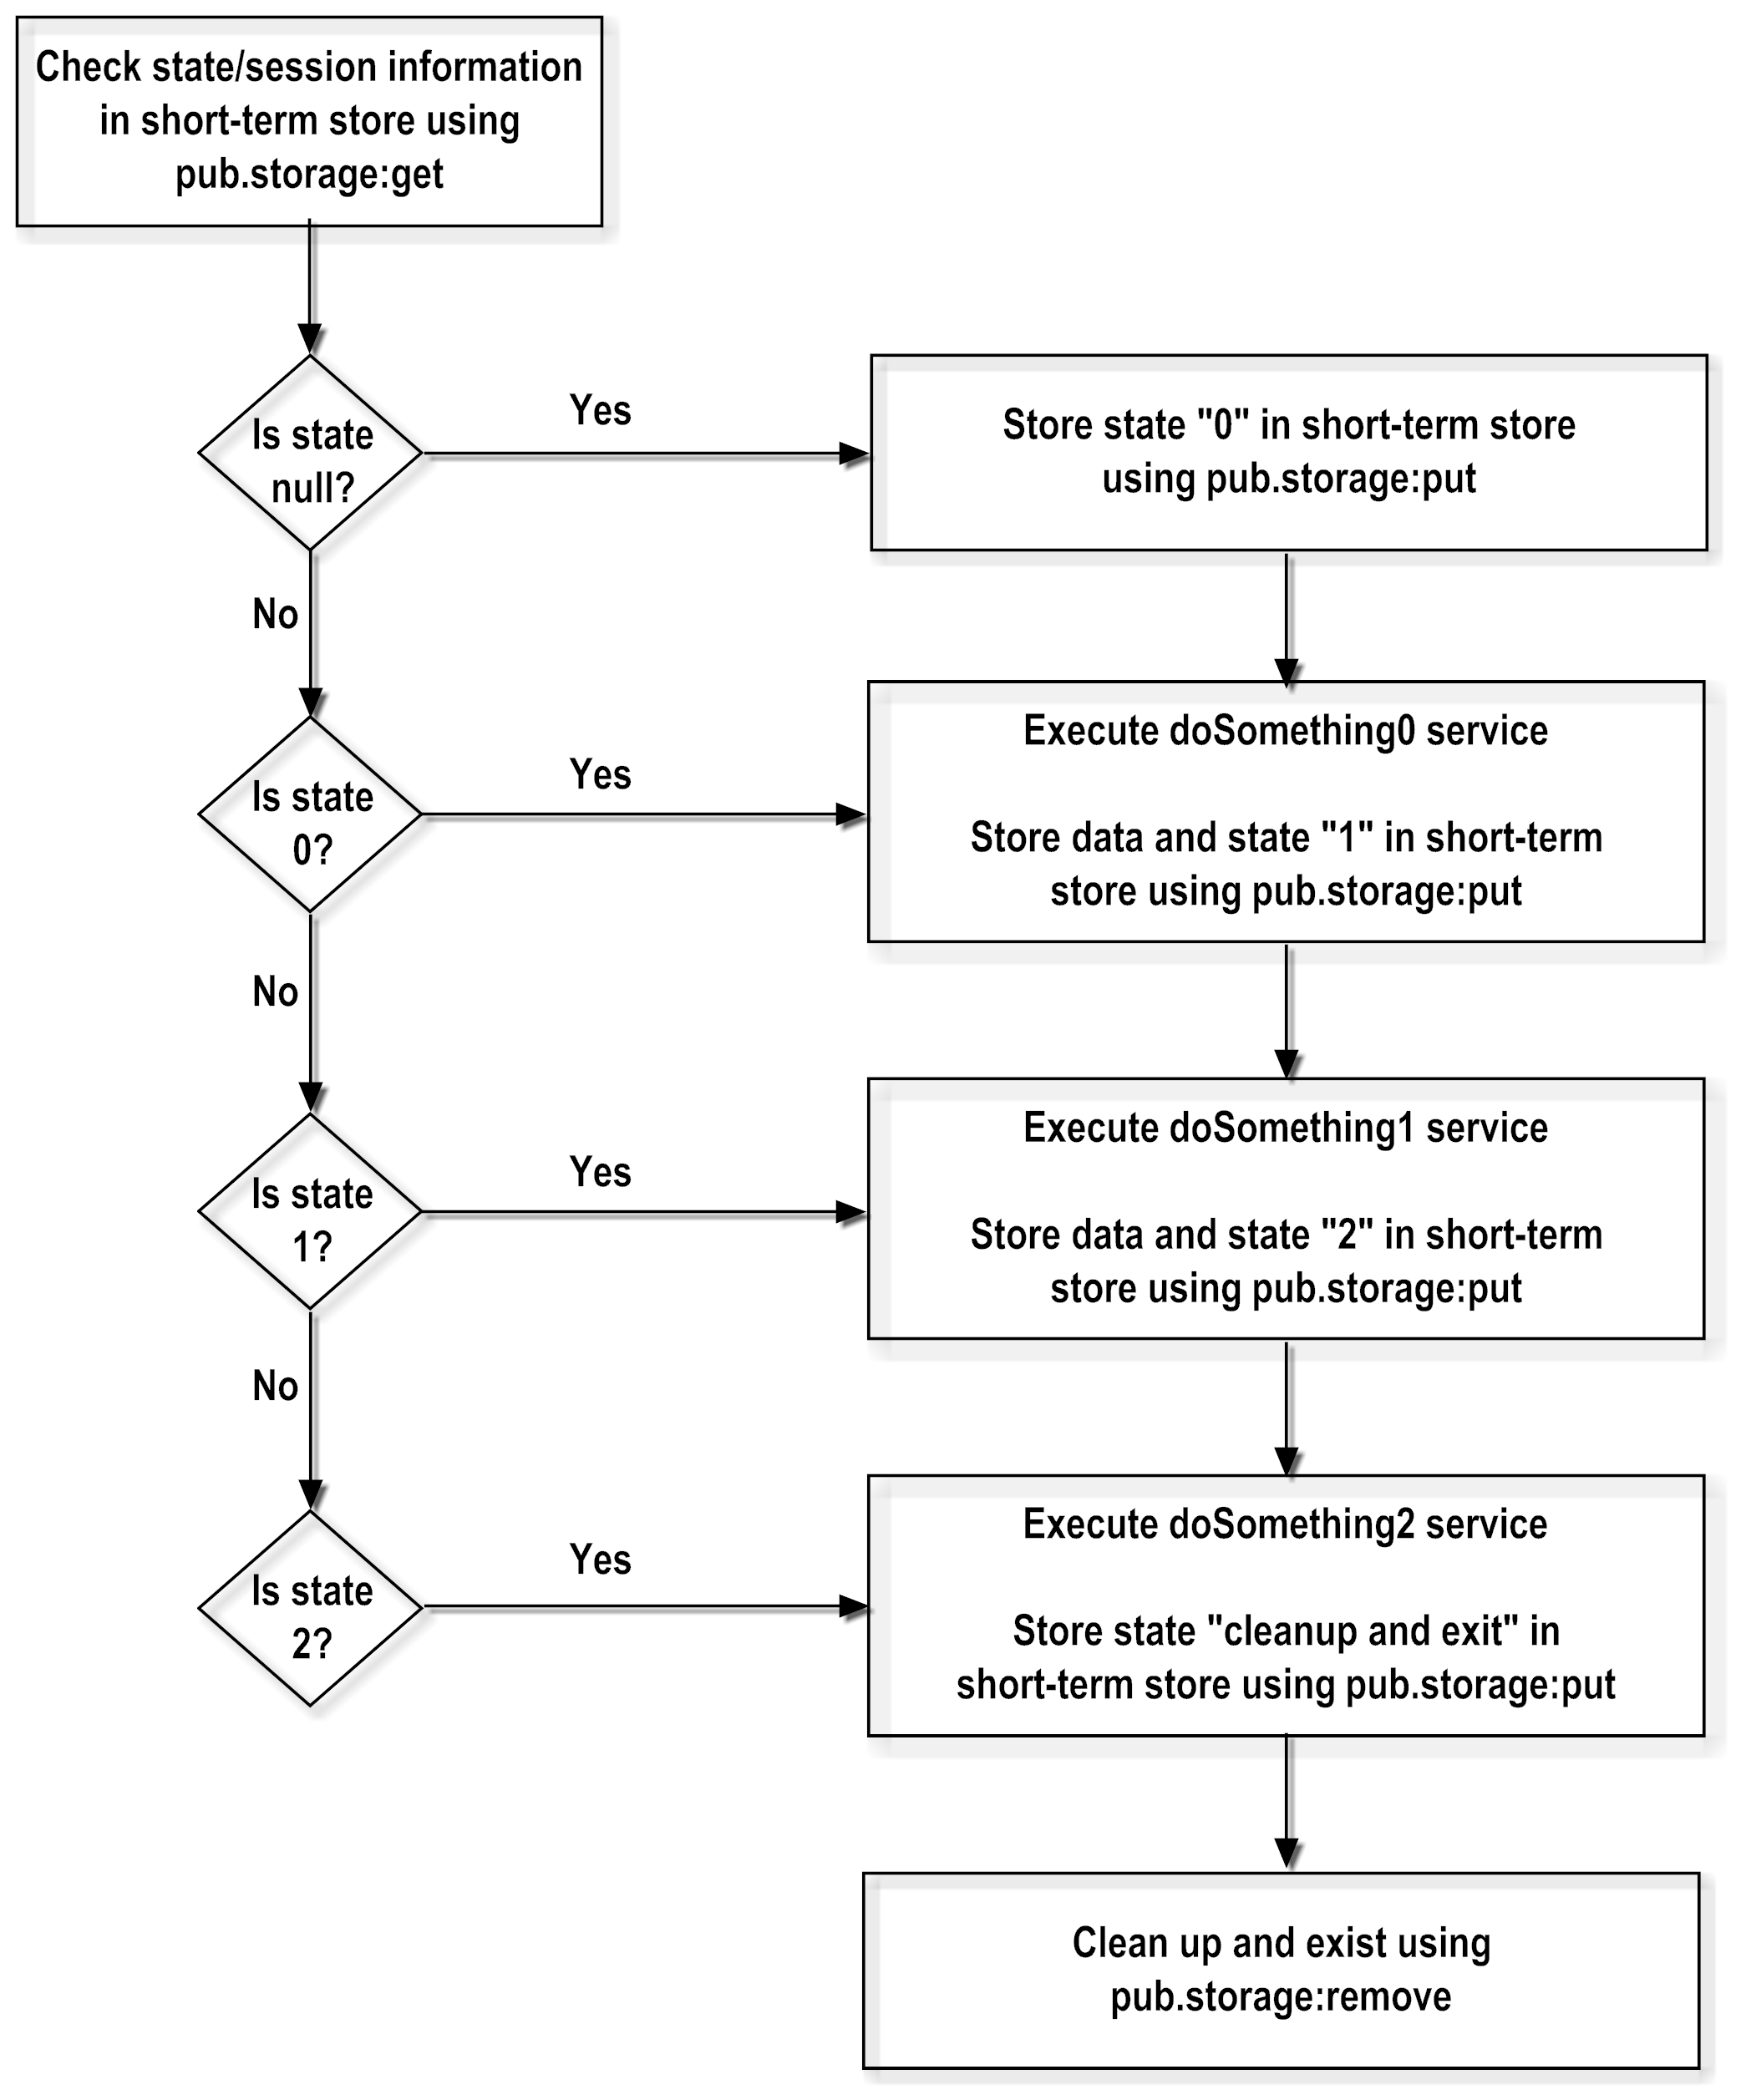 Check state/session information
in short-term store using
pub.storage:get
Is state
null?
Yes
Store state "0" in short-term store
using pub.storage:put
No
Is state
0?
Yes
Execute doSomething0 service
Store data and state "1" in short-term
store using pub.storage:put
No
Is state
1?
Yes
Execute doSomething1 service
Store data and state "2" in short-term
store using pub.storage:put
No
Is state
2?
Yes
Execute doSomething2 service
Store state "cleanup and exit" in
short-term store using pub.storage:put
Clean up and exist using
pub.storage:remove